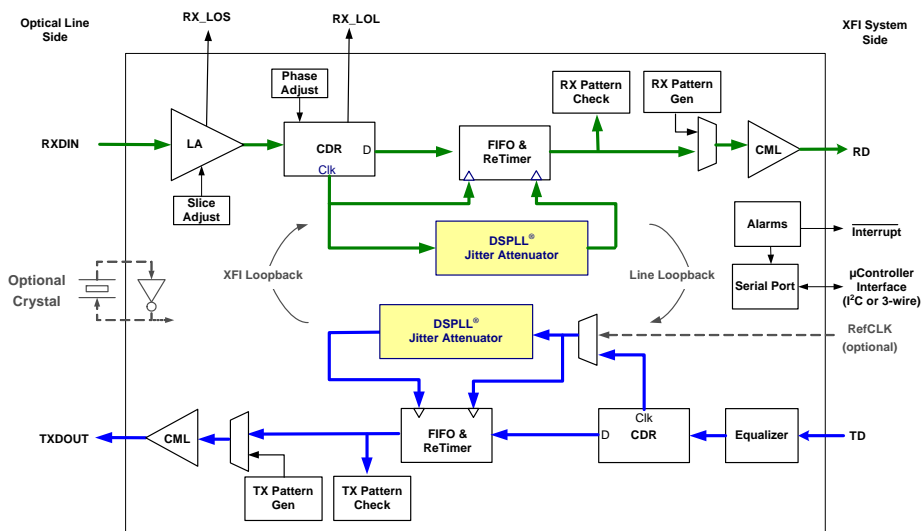 Optical Line
Side
RX_LOS
RX_LOL
XFI System
Side
Phase
Adjust
RX Pattern
Check
RX Pattern
Gen
RXDIN
LA
CDR
D
Clk
FIFO &
ReTimer
CML
RD
Slice
Adjust
DSPLL®
Jitter Attenuator
Alarms
Interrupt
XFI Loopback
Line Loopback
Optional
Crystal
Serial Port
µController
Interface
(I²C or 3-wire)
DSPLL®
Jitter Attenuator
RefCLK
(optional)
TXDOUT
CML
FIFO &
ReTimer
Clk
D
CDR
Equalizer
TD
TX Pattern
Gen
TX Pattern
Check